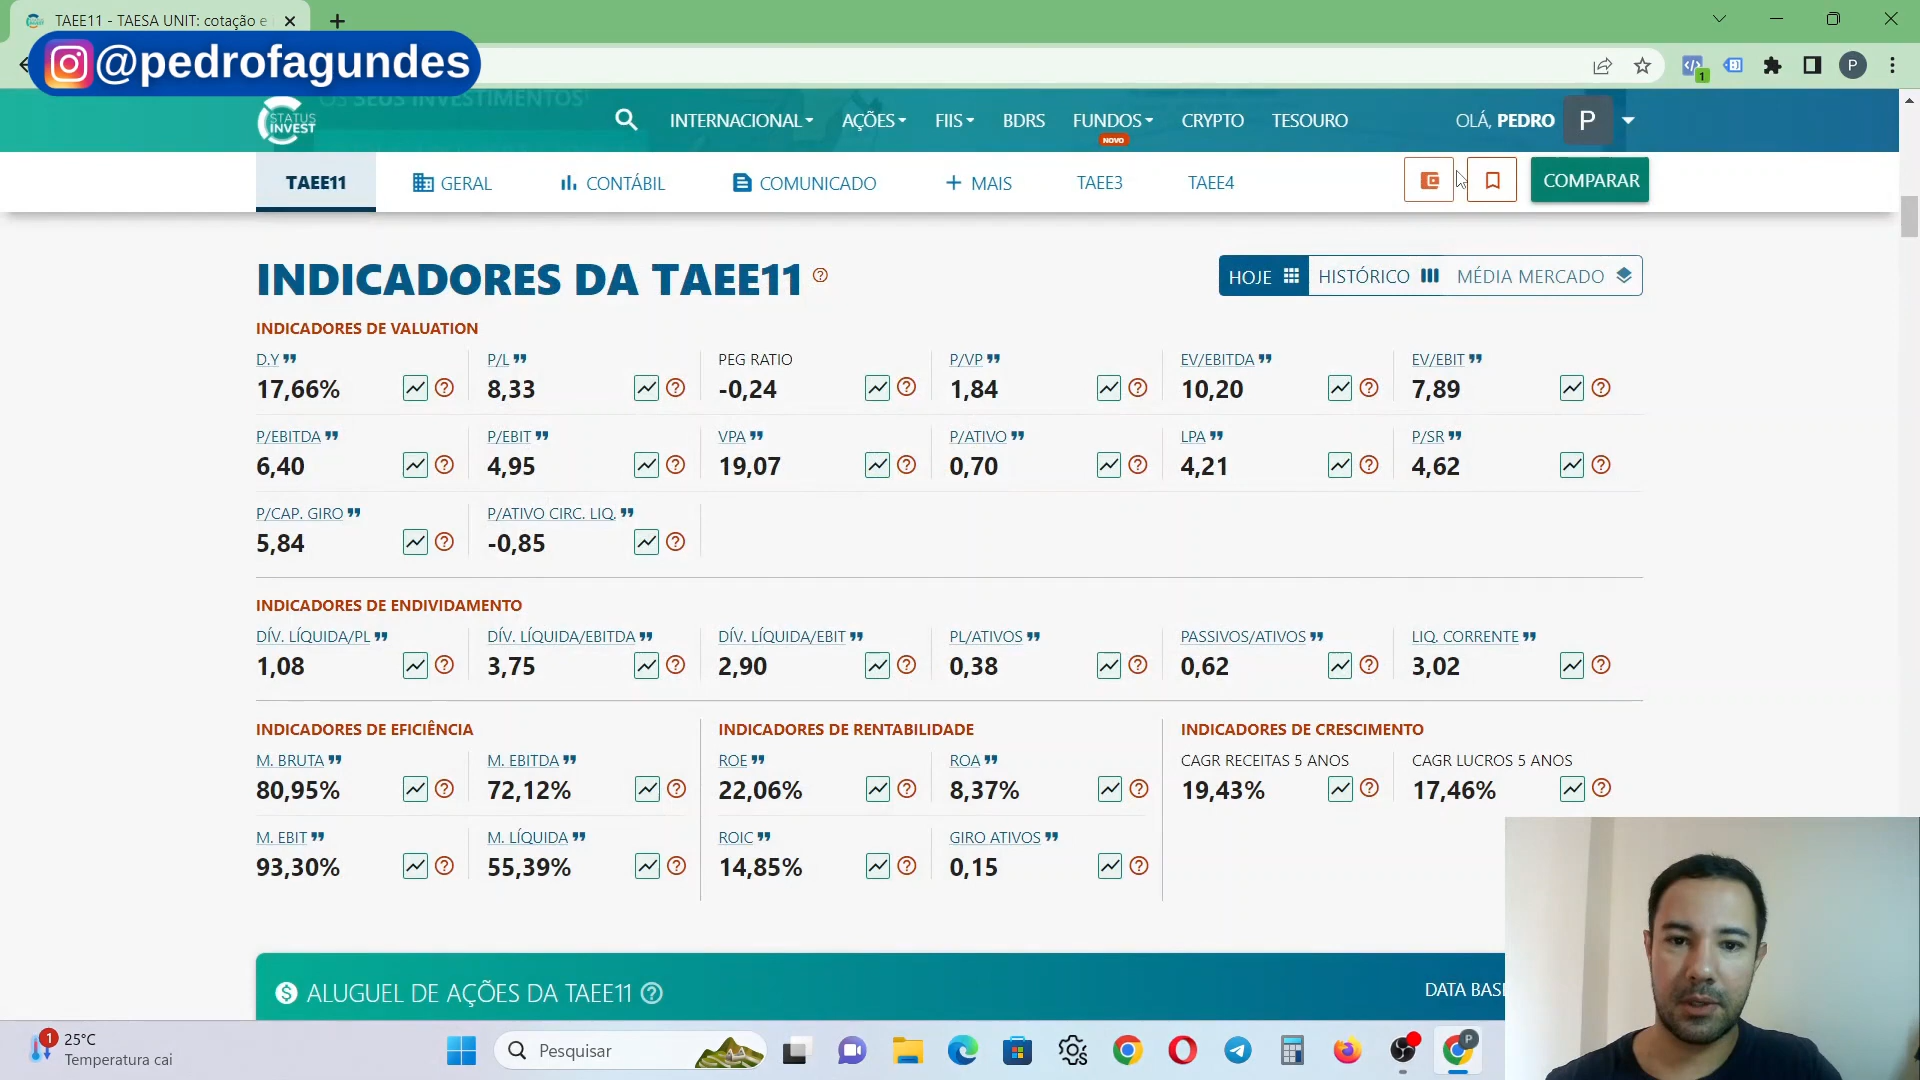 TAEE11 - TAESA UNIT: cotação e
@pedrofagundes
OS SEUS INVESTIMENTOS
STATUS
INVEST
INTERNACIONAL
AÇÕES
FIIS
BDRS
FUNDOS
NOVO
CRYPTO
TESOURO
OLÁ, PEDRO
P
P
1
TAEE11
GERAL
CONTÁBIL
COMUNICADO
MAIS
TAEE3
TAEE4
COMPARAR
INDICADORES DA TAEE11
HOJE
HISTÓRICO
MÉDIA MERCADO
INDICADORES DE VALUATION
D.Y P/L PEG RATIO P/VP EV/EBITDA EV/EBIT
17,66% 8,33 -0,24 1,84 10,20 7,89
P/EBITDA P/EBIT VPA P/ATIVO LPA P/SR
6,40 4,95 19,07 0,70 4,21 4,62
P/CAP. GIRO P/ATIVO CIRC. LIQ.
5,84 -0,85
INDICADORES DE ENDIVIDAMENTO
DÍV. LÍQUIDA/PL DÍV. LÍQUIDA/EBITDA DÍV. LÍQUIDA/EBIT PL/ATIVOS PASSIVOS/ATIVOS LIQ. CORRENTE
1,08 3,75 2,90 0,38 0,62 3,02
INDICADORES DE EFICIÊNCIA INDICADORES DE RENTABILIDADE INDICADORES DE CRESCIMENTO
M. BRUTA M. EBITDA ROE ROA CAGR RECEITAS 5 ANOS CAGR LUCROS 5 ANOS
80,95% 72,12% 22,06% 8,37% 19,43% 17,46%
M. EBIT M. LÍQUIDA ROIC GIRO ATIVOS
93,30% 55,39% 14,85% 0,15
ALUGUEL DE AÇÕES DA TAEE11
DATA BAS
1
25°C
Temperatura cai
Pesquisar
P